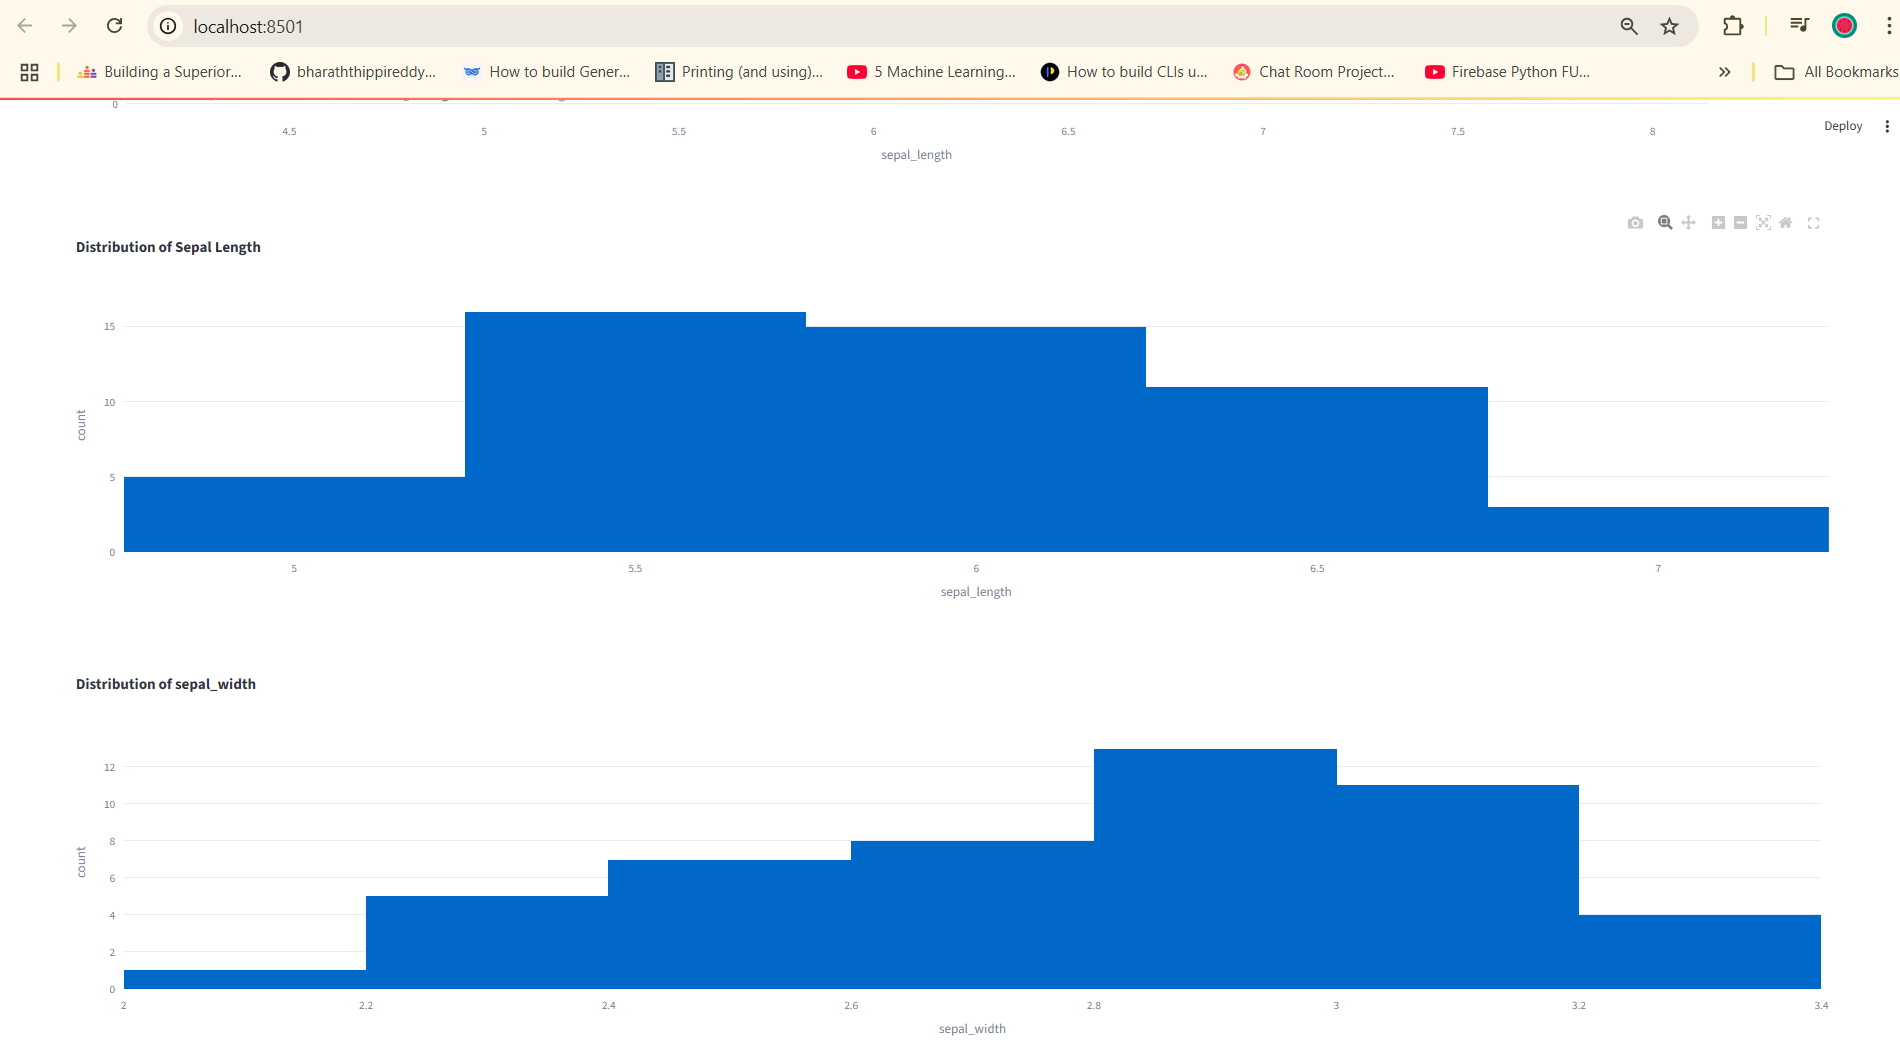 localhost:8501
Building a Superior...
bharaththippireddy...
How to build Gener...
Printing (and using)...
5 Machine Learning...
How to build CLIs u...
Chat Room Project...
Firebase Python FU...
All Bookmarks
0
4.5 5 5.5 6 6.5 7 7.5 8
Deploy
sepal_length
Distribution of Sepal Length
15
10
5
0
count
5 5.5 6 6.5 7
sepal_length
Distribution of sepal_width
12
10
8
6
4
2
0
count
2 2.2 2.4 2.6 2.8 3 3.2 3.4
sepal_width